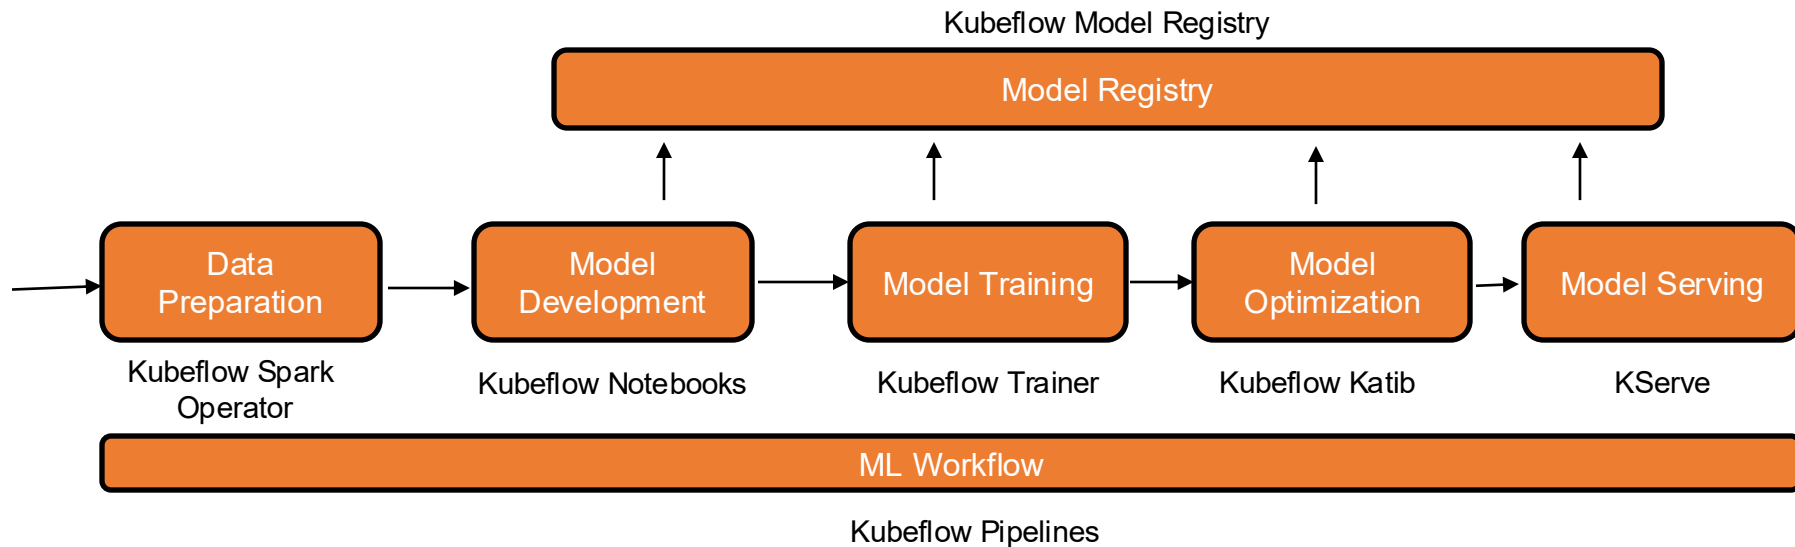 Kubeflow Model Registry
Model Registry
Data
Preparation
Model
Development
Model Training
Model
Optimization
Model Serving
Kubeflow Spark
Operator
Kubeflow Notebooks
Kubeflow Trainer
Kubeflow Katib
KServe
ML Workflow
Kubeflow Pipelines